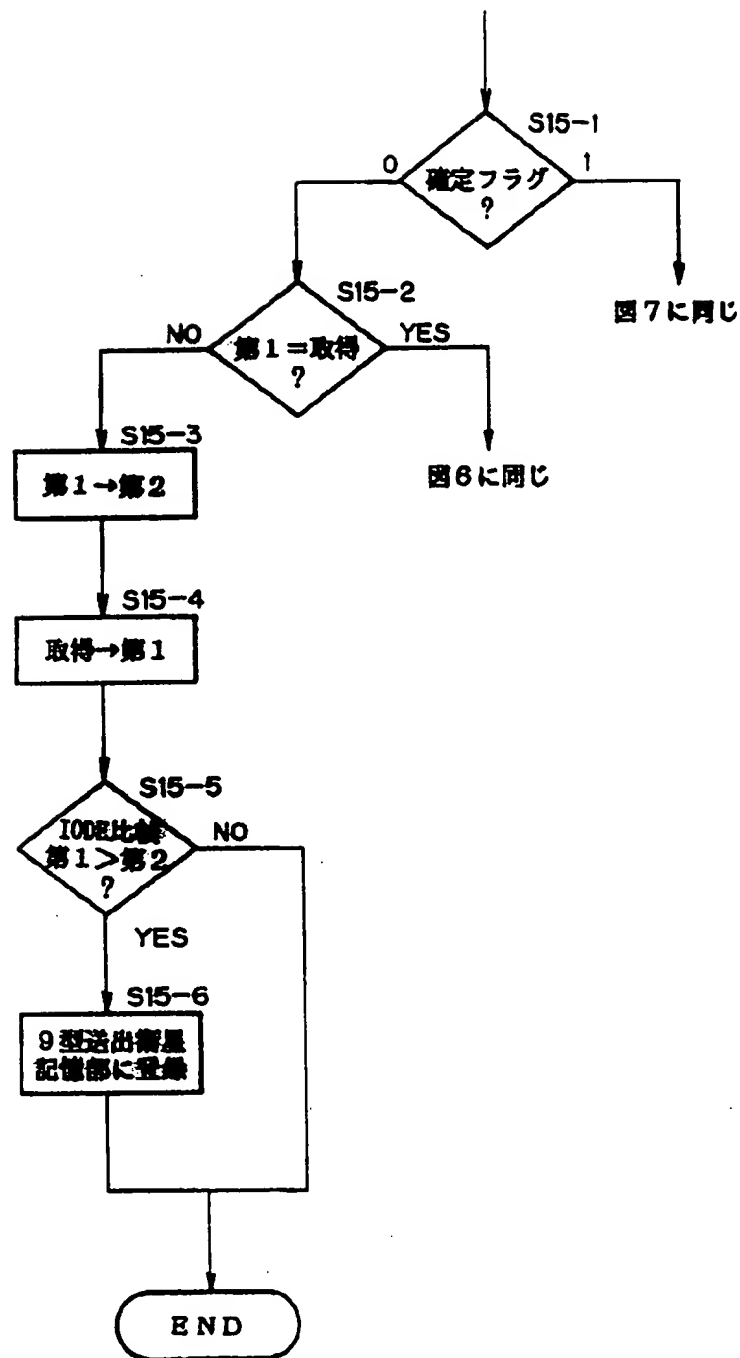 S15-1
0
確定フラグ
?
1
S15-2
図7に同じ
NO
第1=取得
?
YES
S15-3
第1→第2
図6に同じ
S15-4
取得→第1
S15-5
IODE比較
第1>第2
?
NO
YES
S15-6
9型送出衛星
記憶部に登録
END